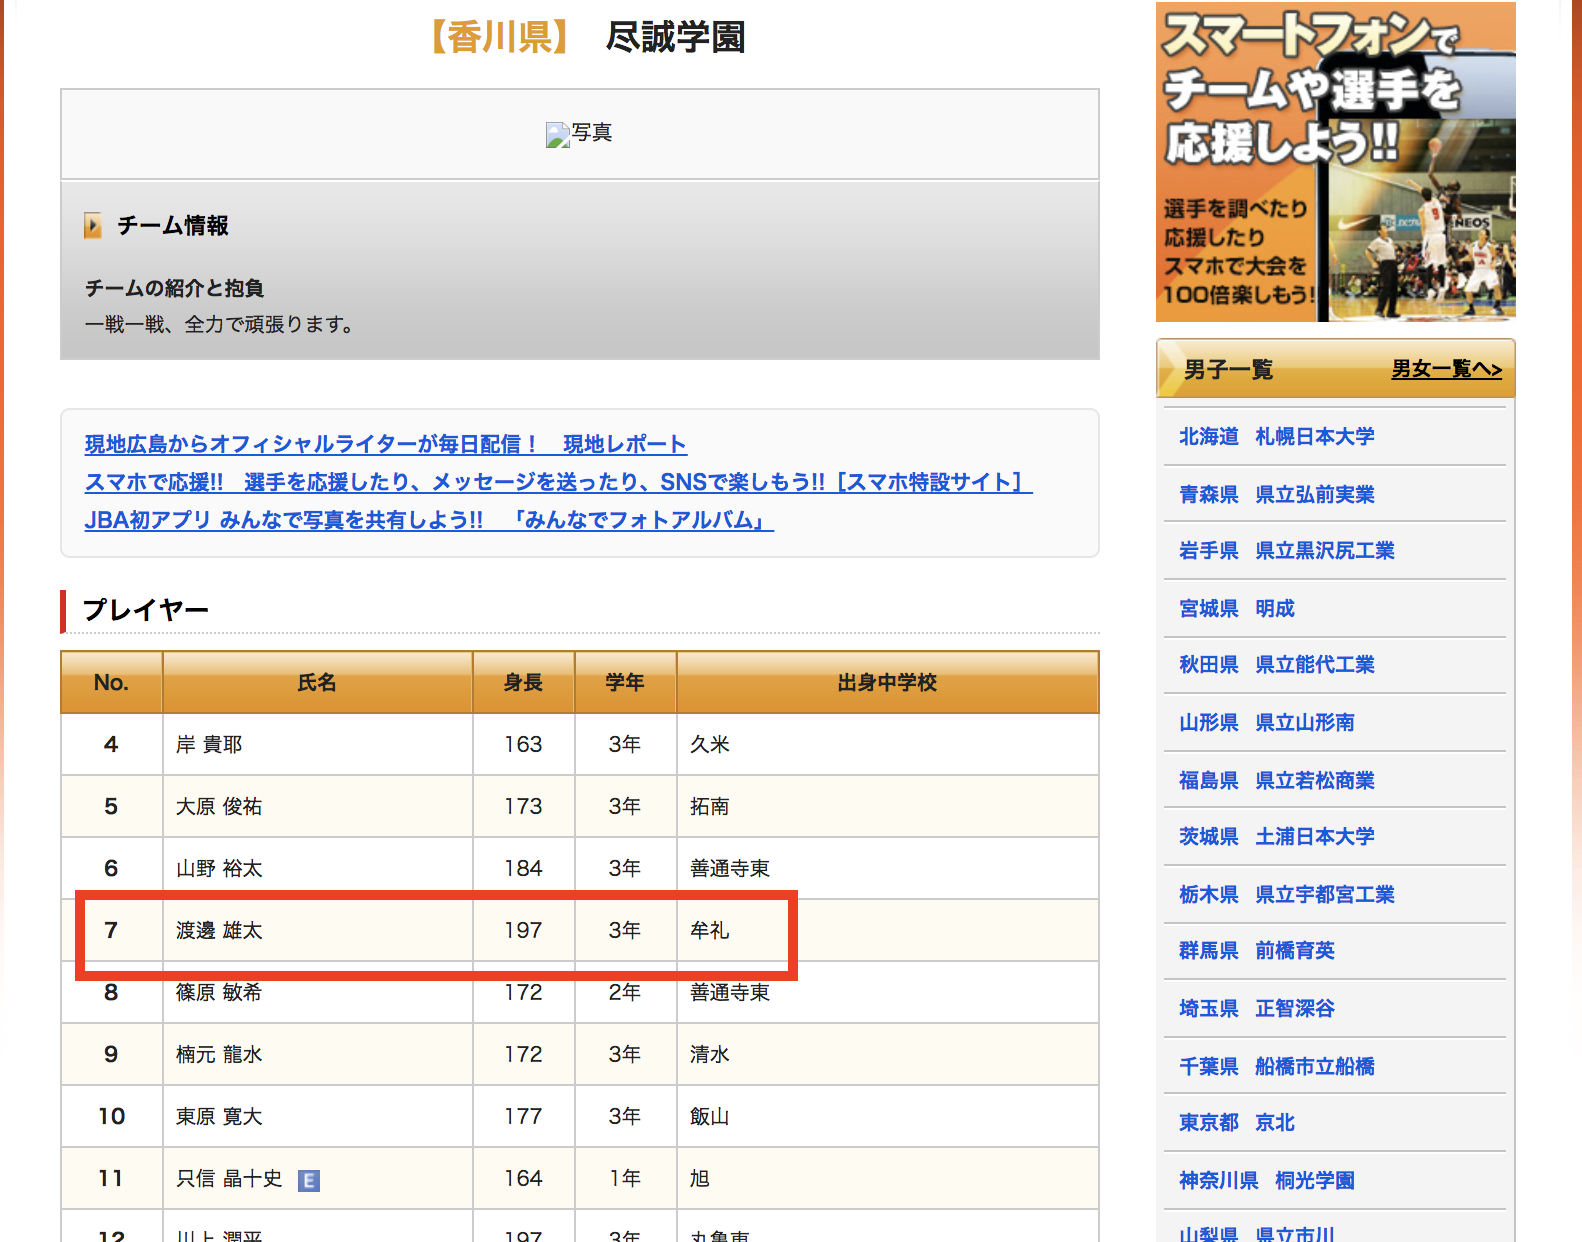 【香川県】 尽誠学園
写真
チーム情報
チームの紹介と抱負
一戦一戦、全力で頑張ります。
現地広島からオフィシャルライターが毎日配信！ 現地レポート
スマホで応援!! 選手を応援したり、メッセージを送ったり、SNSで楽しもう!!［スマホ特設サイト］
JBA初アプリ みんなで写真を共有しよう!! 「みんなでフォトアルバム」
プレイヤー
No. 氏名 身長 学年 出身中学校
4 岸 貴耶 163 3年 久米
5 大原 俊祐 173 3年 拓南
6 山野 裕太 184 3年 善通寺東
7 渡邊 雄太 197 3年 牟礼
8 篠原 敏希 172 2年 善通寺東
9 楠元 龍水 172 3年 清水
10 東原 寛大 177 3年 飯山
11 只信 晶十史 E 164 1年 旭
12 川上 潤平 197 3年 丸亀東
スマートフォンで
チームや選手を
応援しよう!!
選手を調べたり
応援したり
スマホで大会を
100倍楽しもう!
NEOS
9
男子一覧 男女一覧へ>
北海道 札幌日本大学
青森県 県立弘前実業
岩手県 県立黒沢尻工業
宮城県 明成
秋田県 県立能代工業
山形県 県立山形南
福島県 県立若松商業
茨城県 土浦日本大学
栃木県 県立宇都宮工業
群馬県 前橋育英
埼玉県 正智深谷
千葉県 船橋市立船橋
東京都 京北
神奈川県 桐光学園
山梨県 県立市川